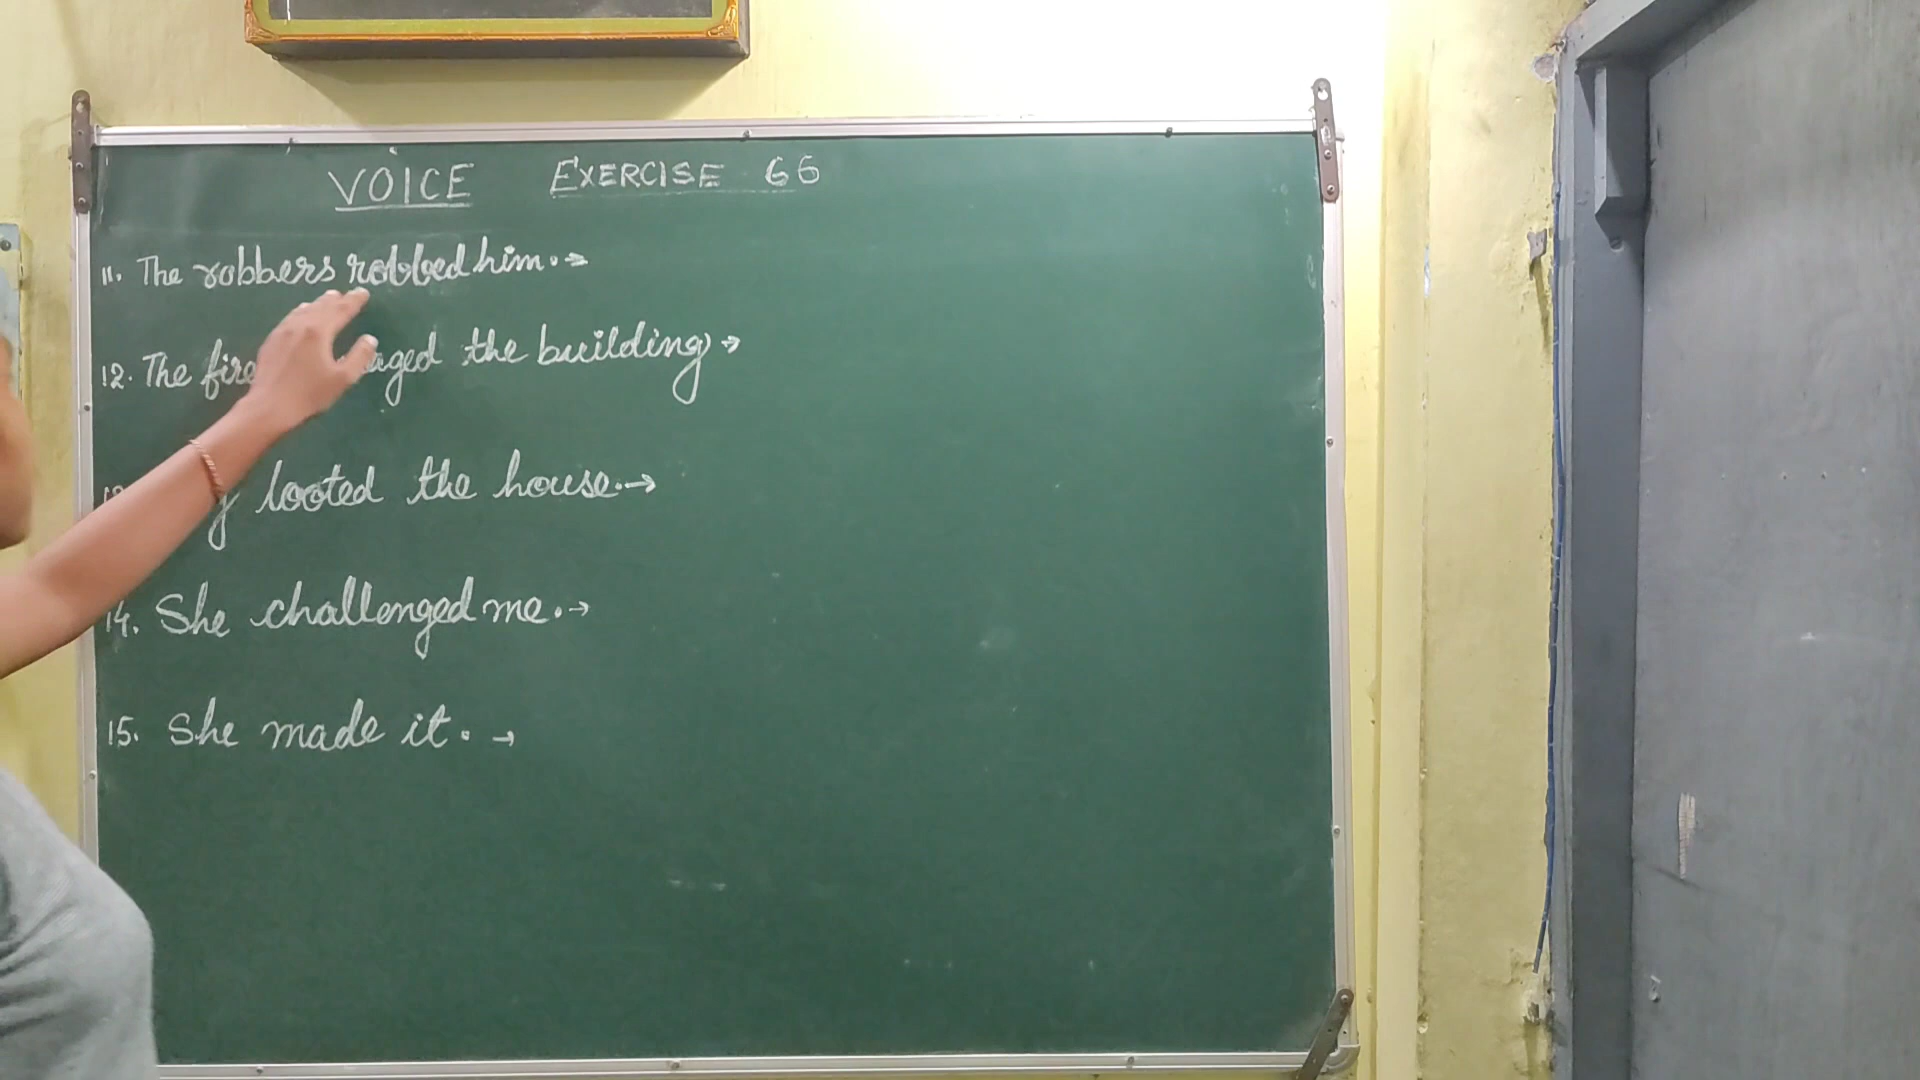 VOICE EXERCISE 66
11. The robbers robbed him. →
12. The fire the building →
looted the house. →
14. She challenged me. →
15. She made it. →